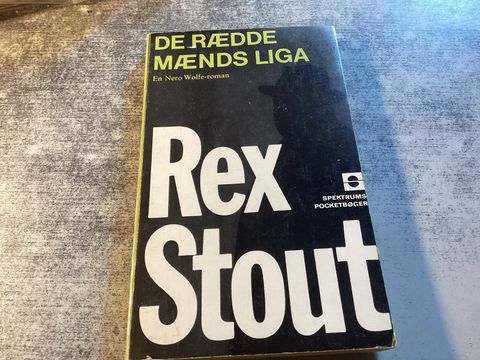 DE RÆDDE
MÆNDS LIGA
En Nero Wolfe-roman
Rex
SPEKTRUMS
POCKETBØGER
Stout